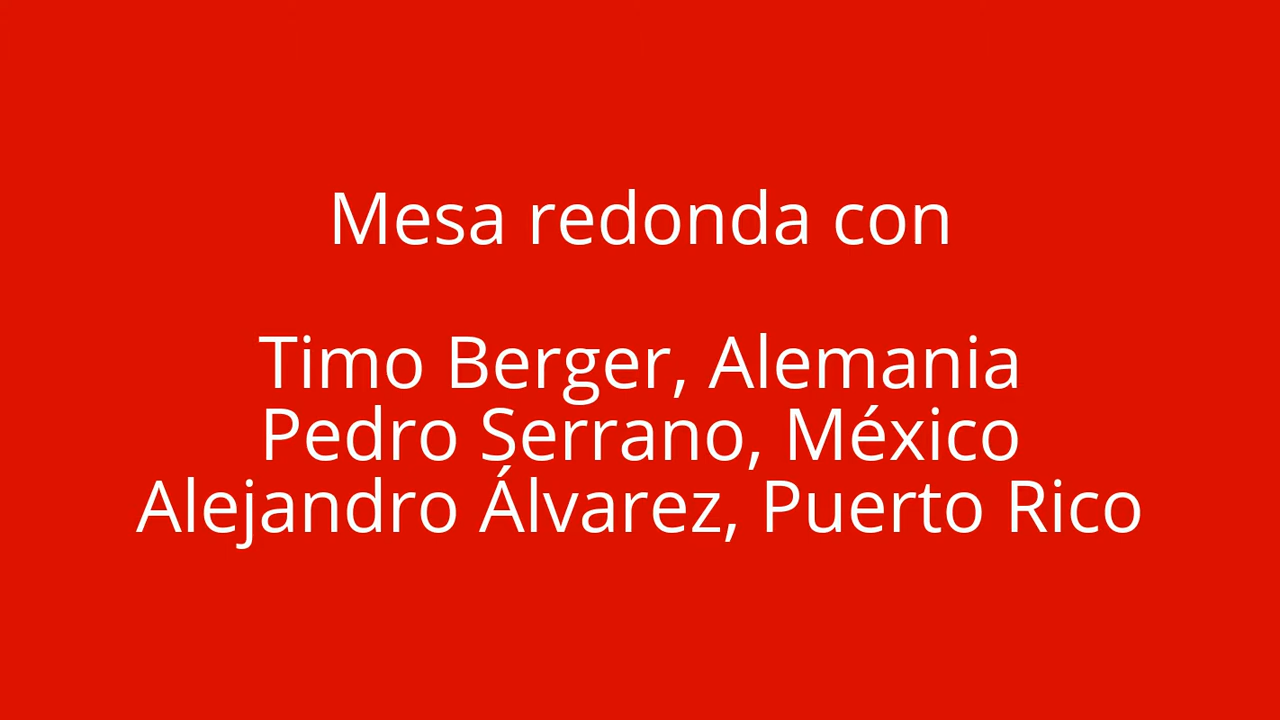 Mesa redonda con
Timo Berger, Alemania
Pedro Serrano, México
Alejandro Álvarez, Puerto Rico